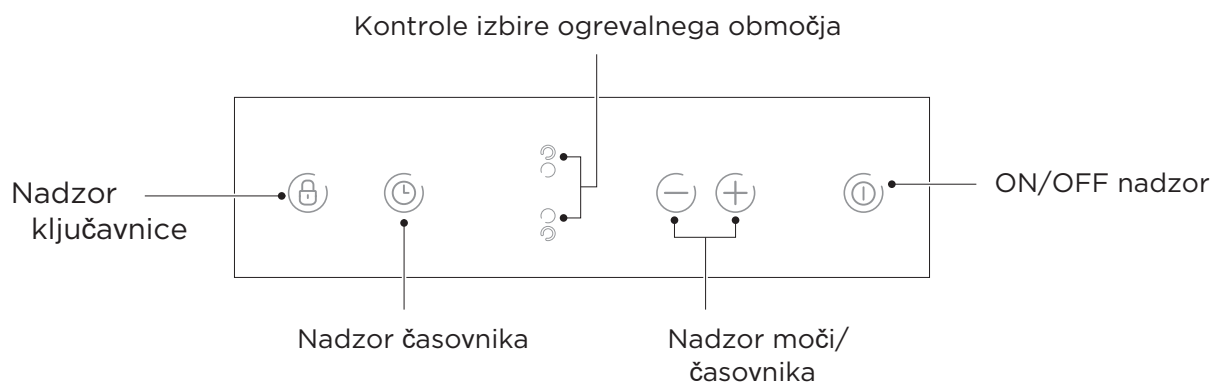 Kontrole izbire ogrevalnega območja
Nadzor
ključavnice
ON/OFF nadzor
Nadzor časovnika
Nadzor moči/
časovnika